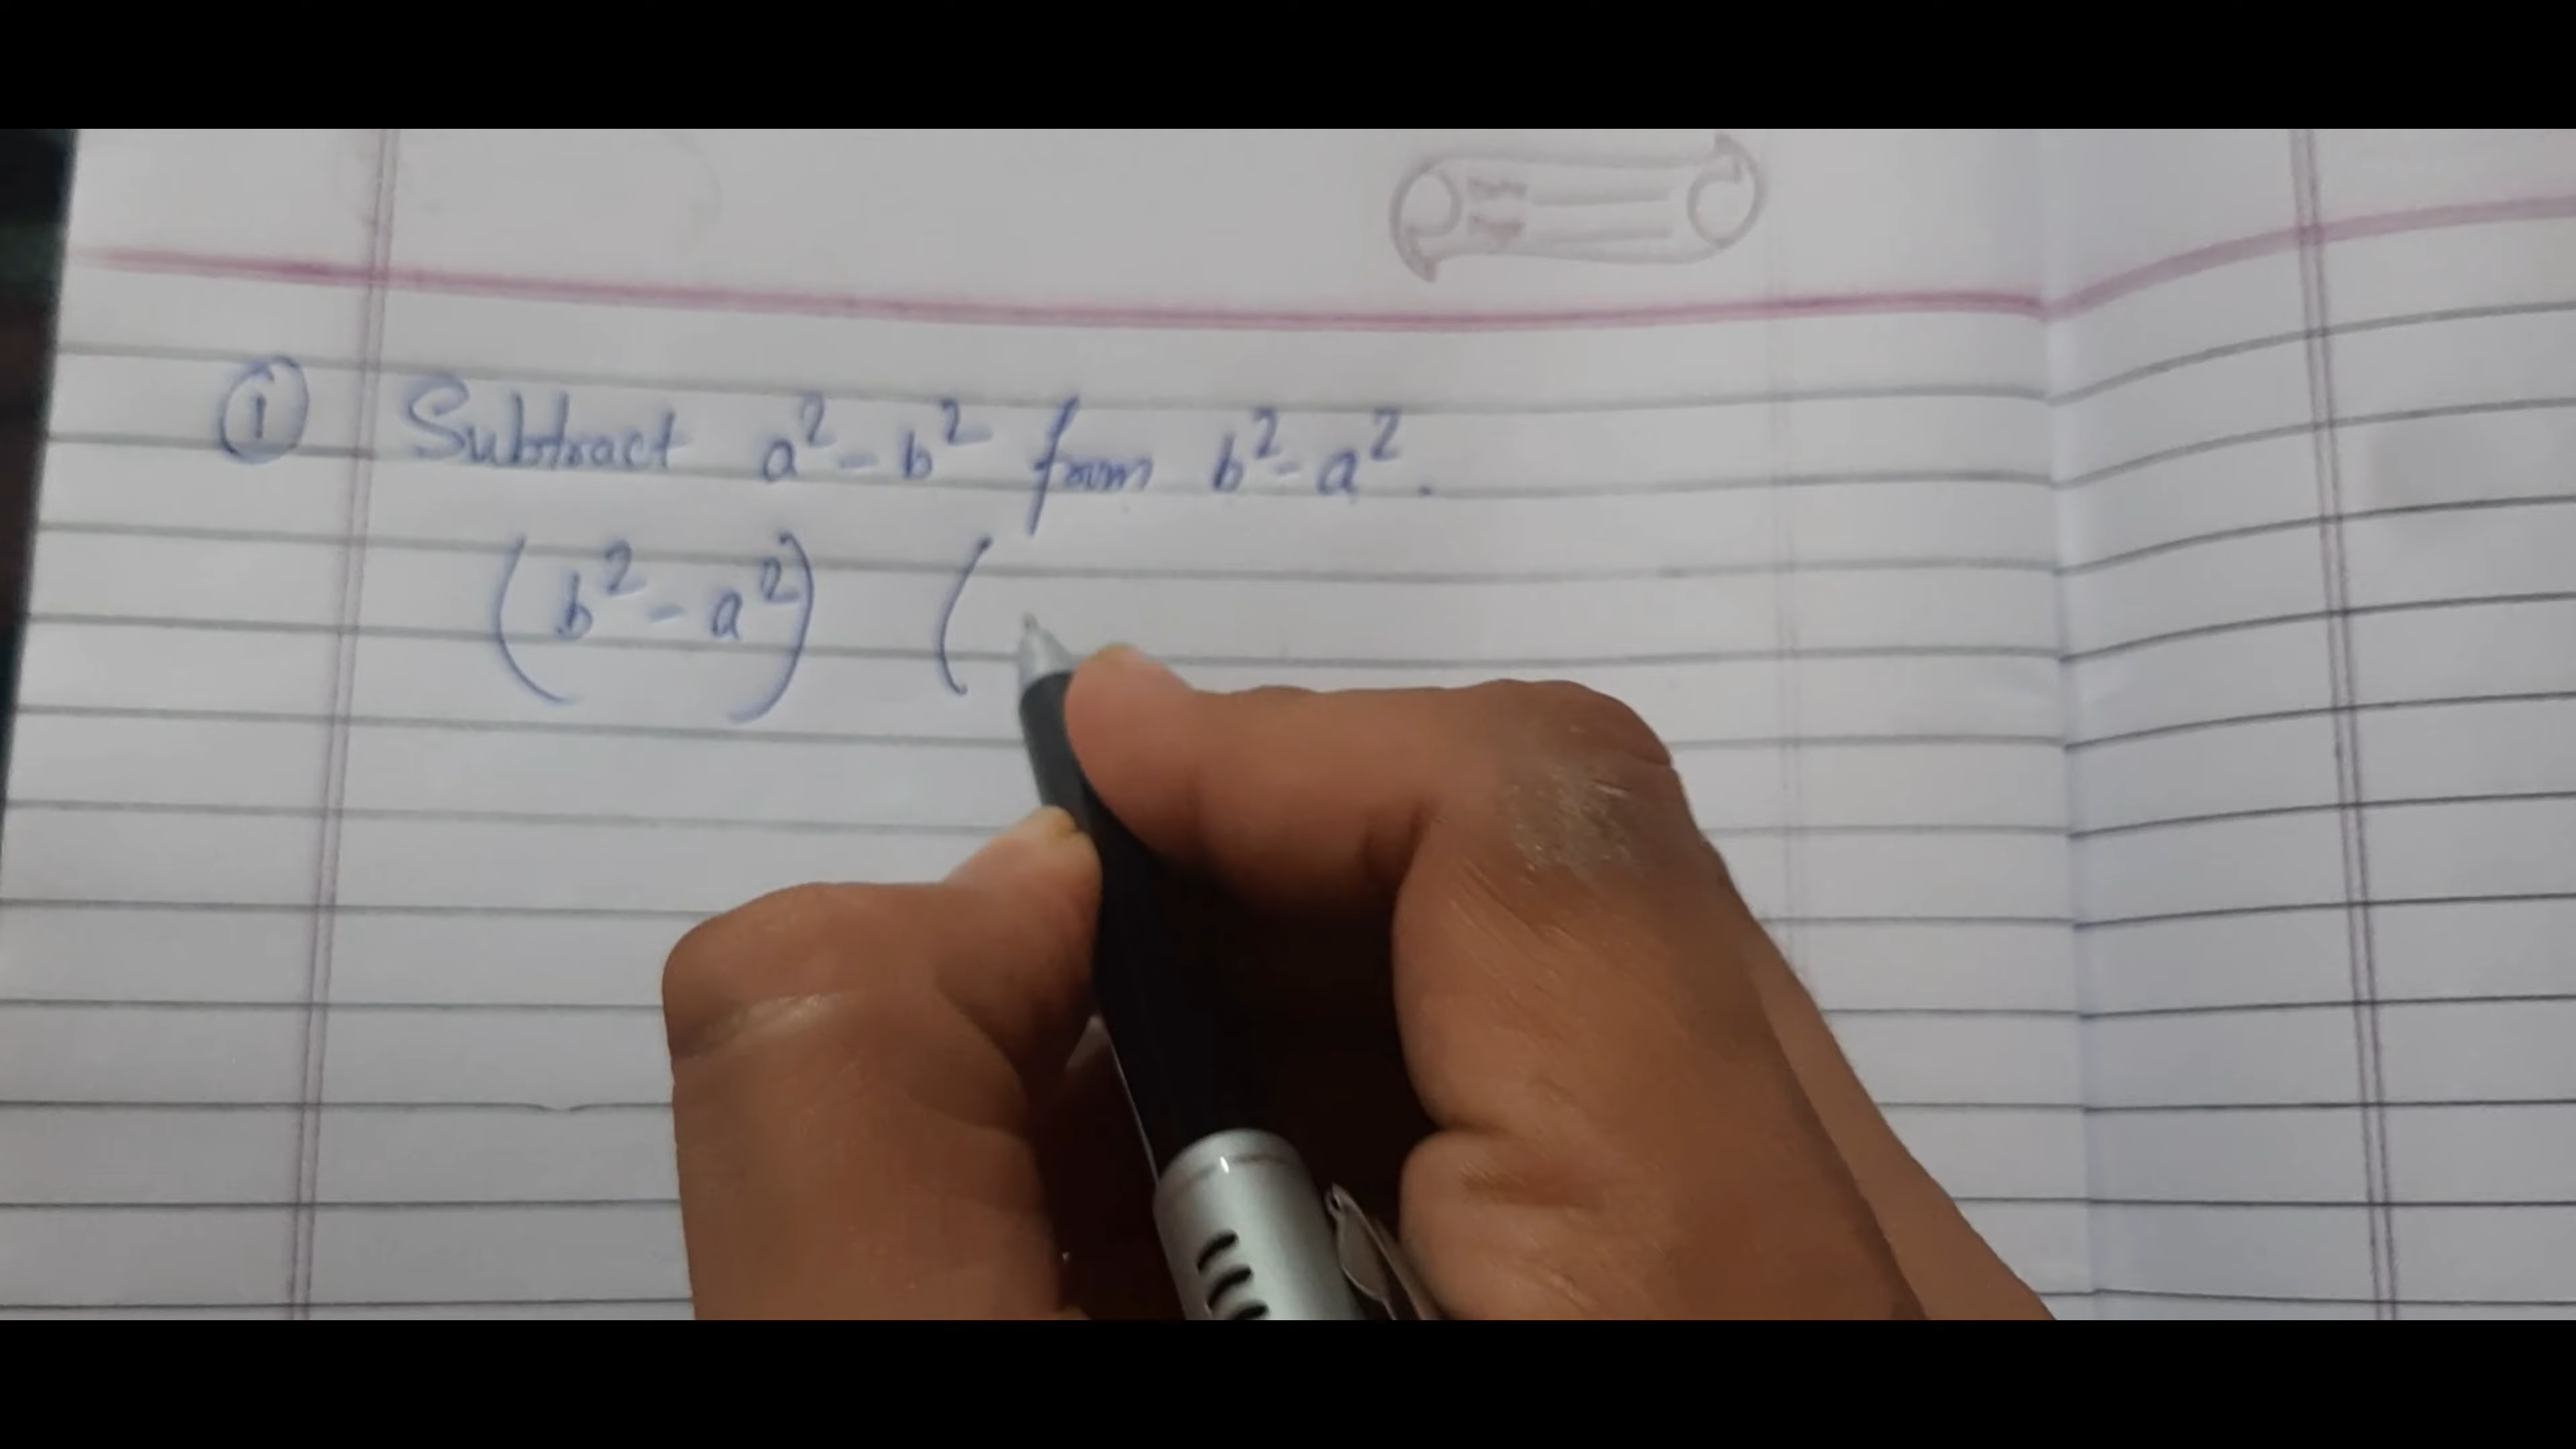 ① Subtract a² - b² from b² - a².
(b² - a²) (